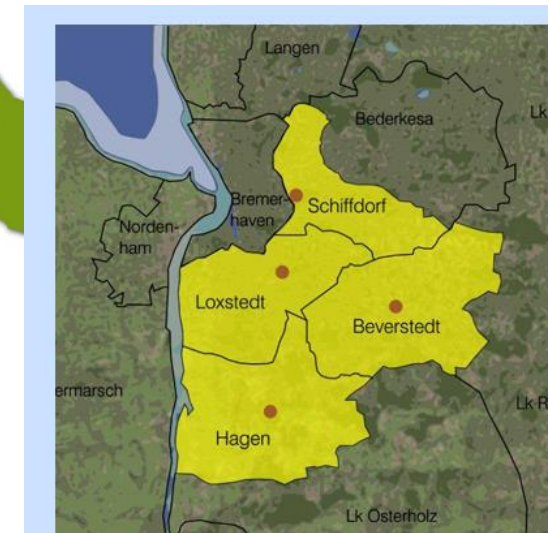 Langen
Bederkesa
Lk
Bremer-
haven
Schiffdorf
Norden-
ham
Loxstedt
Beverstedt
ermarsch
Lk R
Hagen
Lk Osterholz